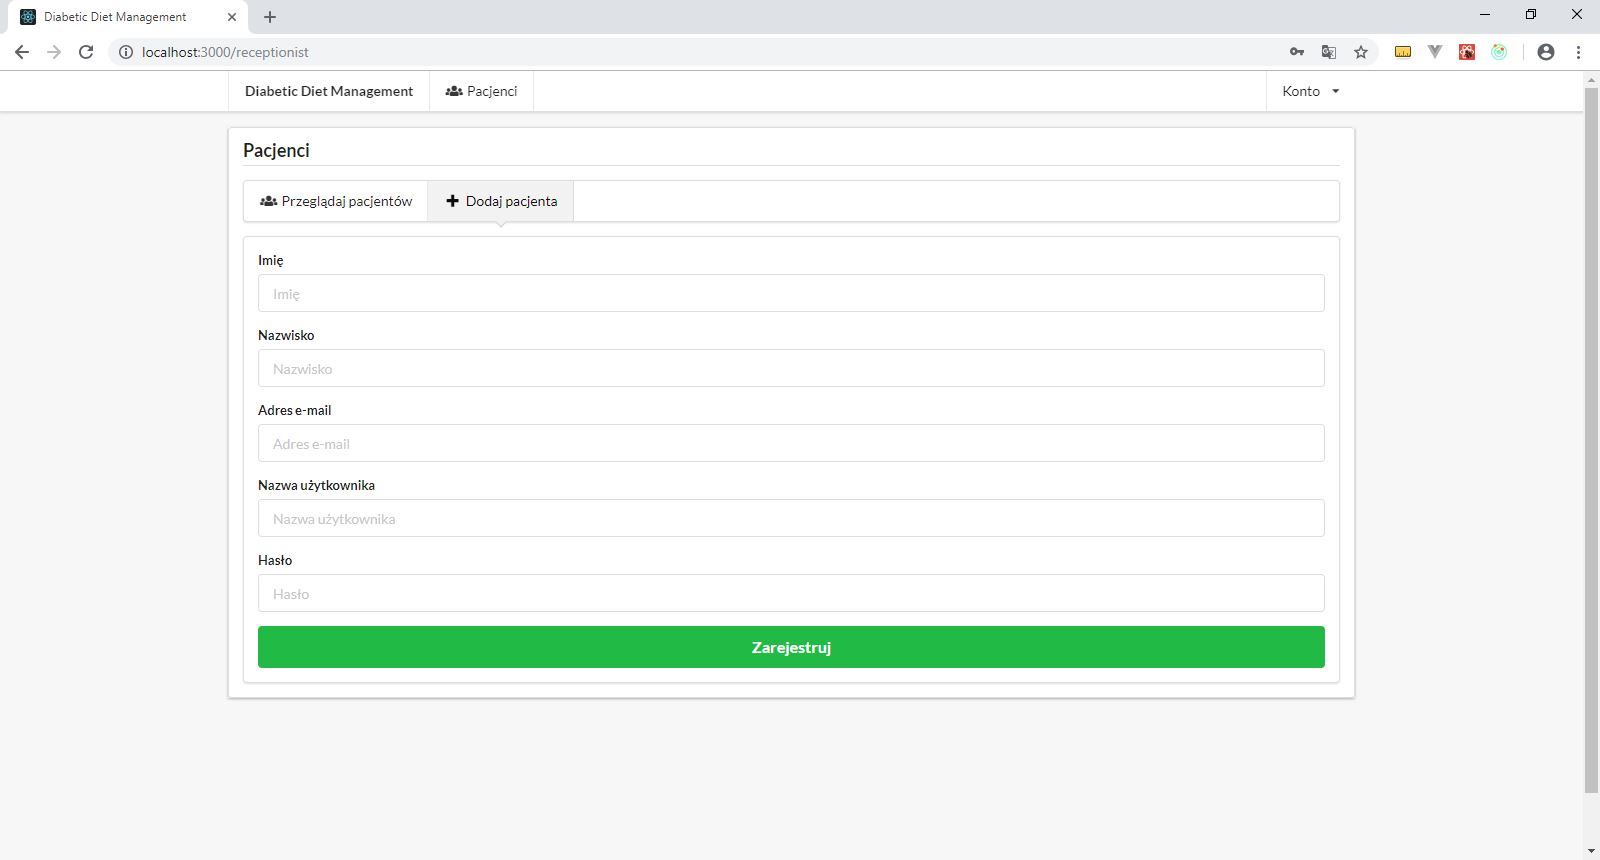 Diabetic Diet Management
localhost:3000/receptionist
Diabetic Diet Management Pacjenci Konto
Pacjenci
Przeglądaj pacjentów Dodaj pacjenta
Imię
Imię
Nazwisko
Nazwisko
Adres e-mail
Adres e-mail
Nazwa użytkownika
Nazwa użytkownika
Hasło
Hasło
Zarejestruj